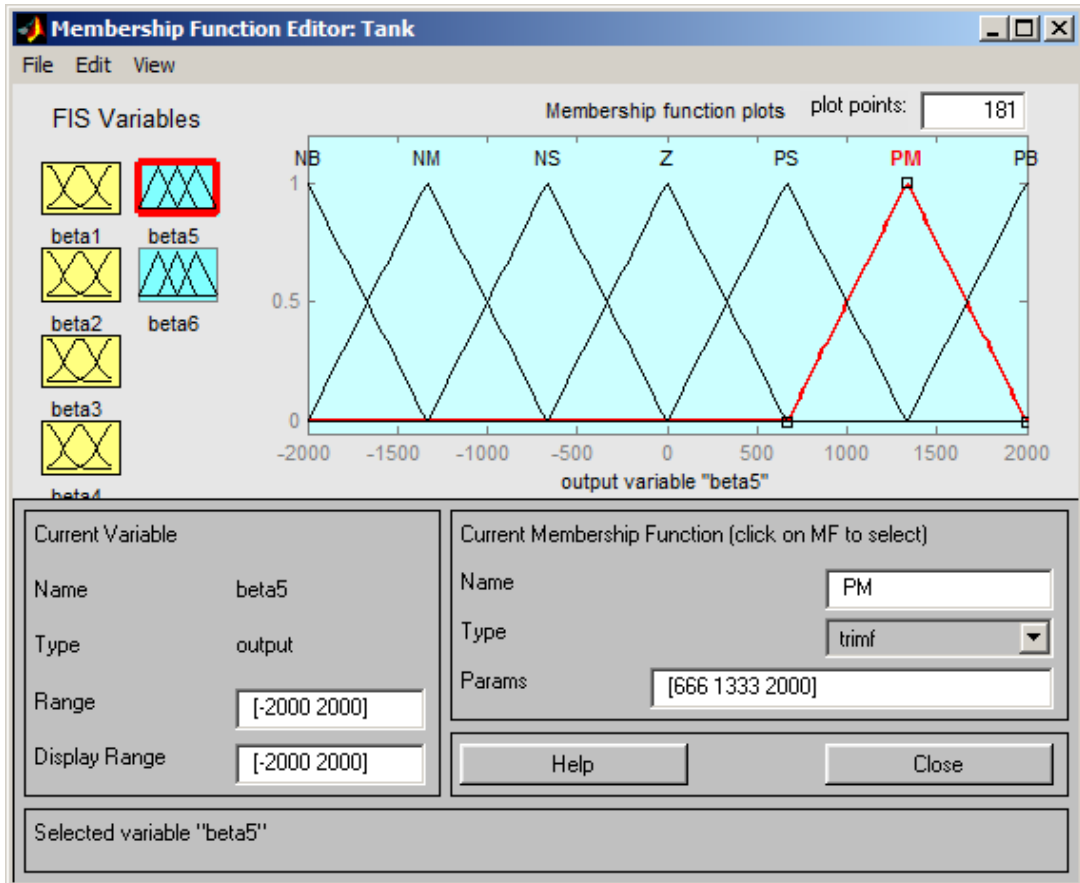 Membership Function Editor: Tank
File Edit View
FIS Variables
Membership function plots plot points: 181
NB NM NS Z PS PM PB
beta1 beta5
beta2 beta6
beta3
beta4
1
0.5
0
-2000 -1500 -1000 -500 0 500 1000 1500 2000
output variable "beta5"
Current Variable
Name beta5
Type output
Range [-2000 2000]
Display Range [-2000 2000]
Current Membership Function (click on MF to select)
Name PM
Type trimf
Params [666 1333 2000]
Help Close
Selected variable "beta5"